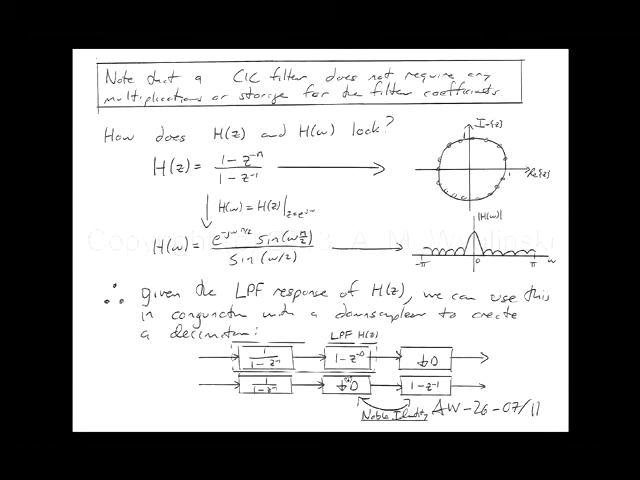 Note that a CIC filter does not require any
multiplications or storage for the filter coefficients
How does H(z) and H(ω) look?
Im{z}
H(z) = 1 - z^-n / 1 - z^-1
1
Re{z}
H(ω) = H(z)|z=e^jω
|H(ω)|
H(ω) = e^-jω n/2 sin(ω n/2) / sin(ω/2)
-π 0 π ω
∴ given the LPF response of H(z), we can use this
in conjunction with a downsampler to create
a decimator:
LPF H(z)
1 / 1 - z^-1
1 - z^-D
↓D
1 / 1 - z^-1
↓D
1 - z^-1
Noble Identity
AW-26-07/11